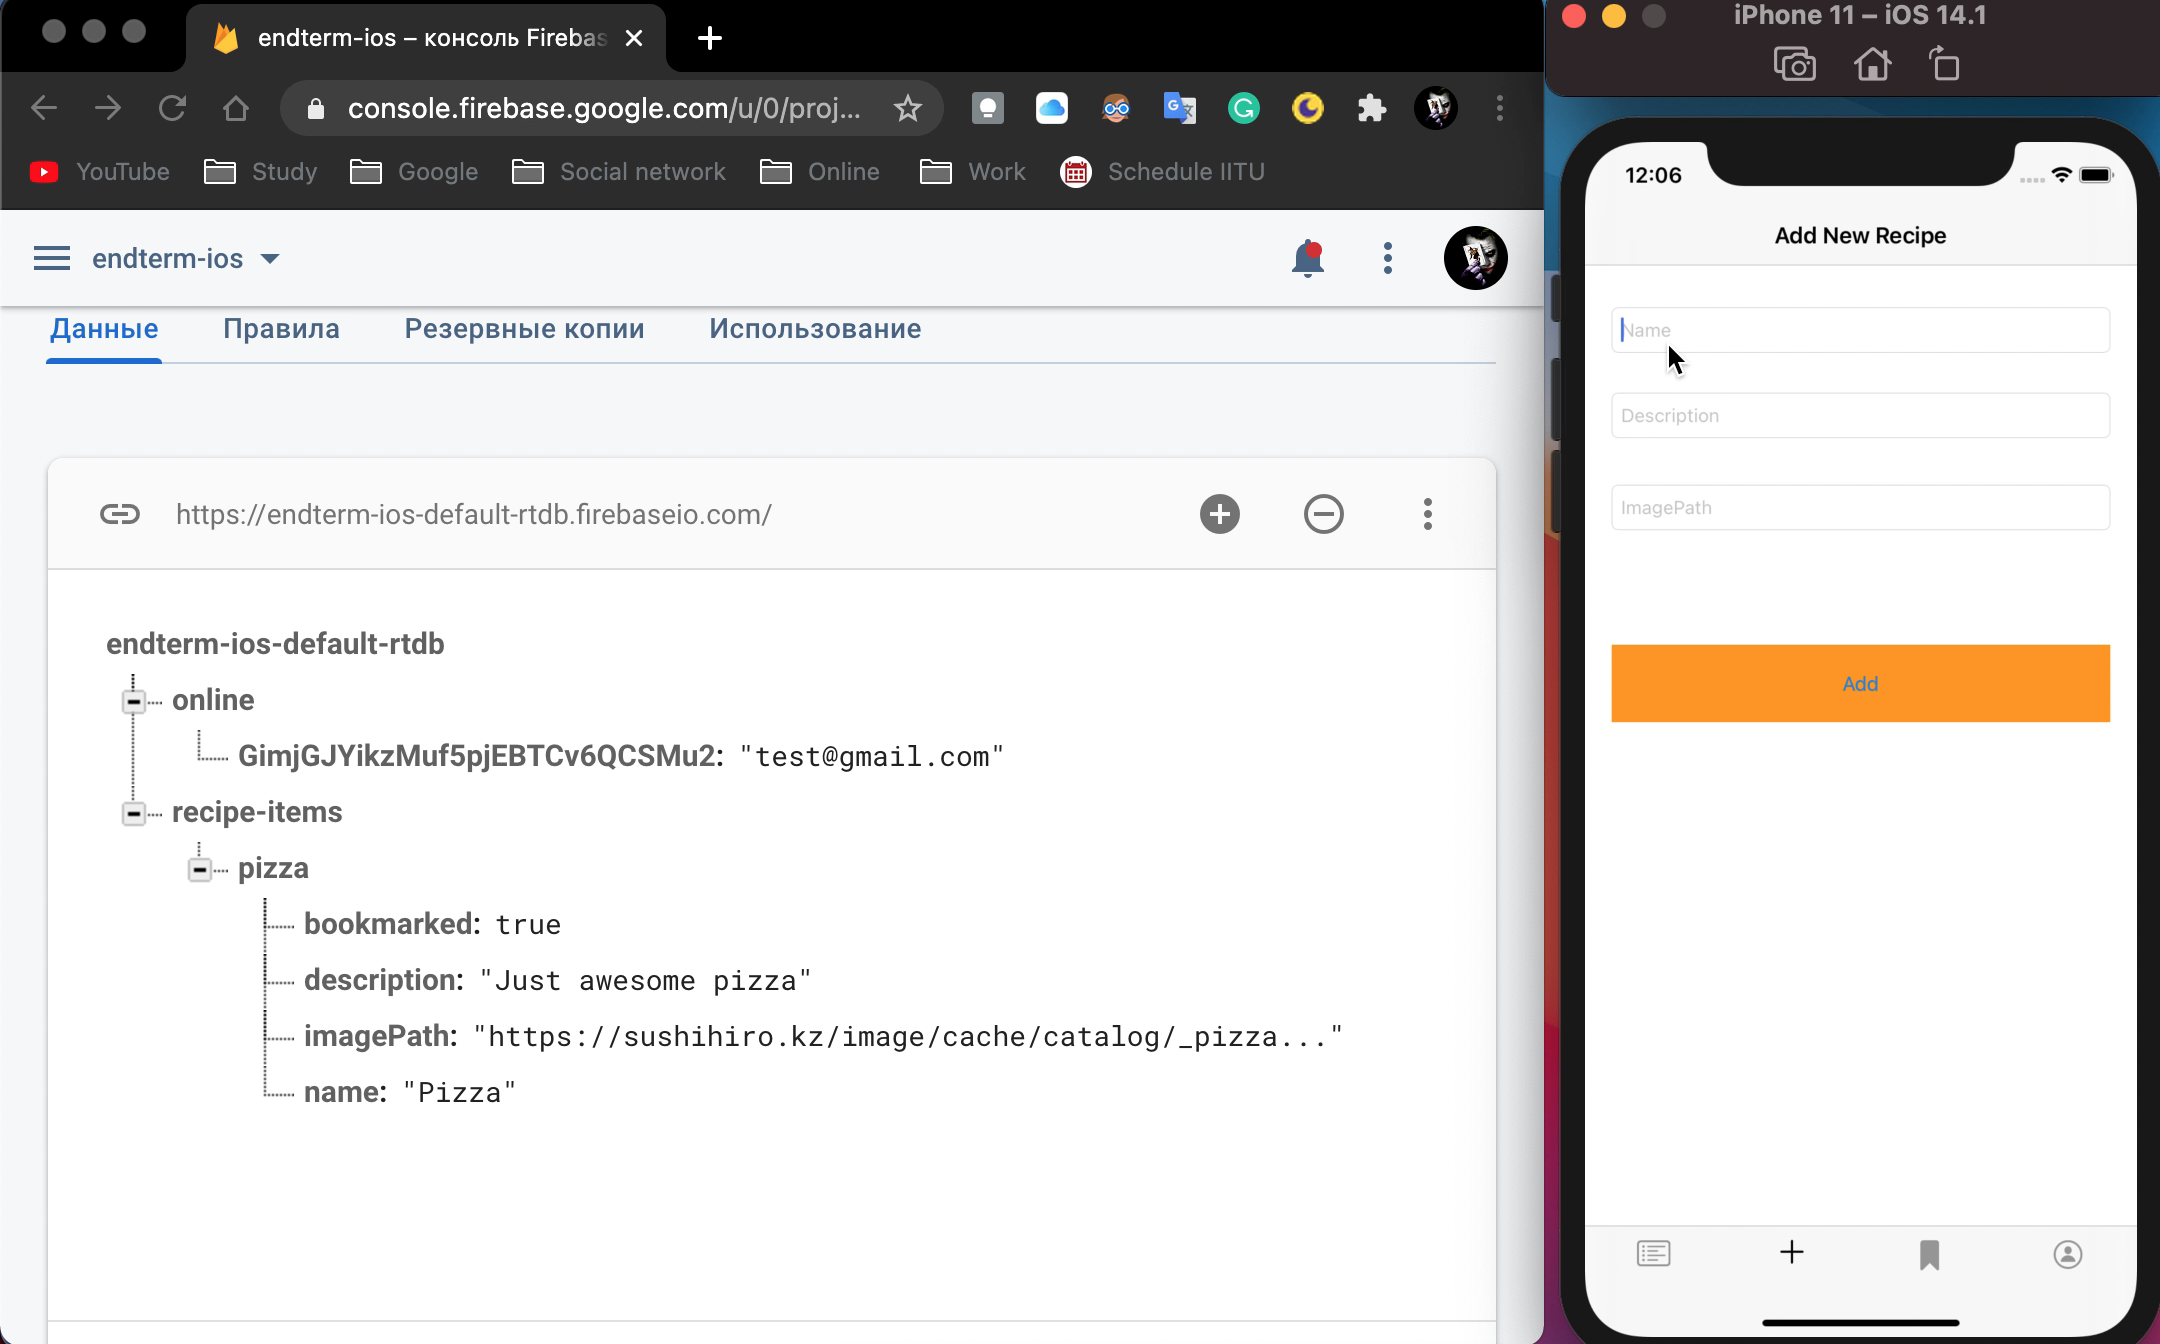 endterm-ios – консоль Firebas
console.firebase.google.com/u/0/proj...
YouTube Study Google Social network Online Work Schedule IITU
endterm-ios
Данные Правила Резервные копии Использование
https://endterm-ios-default-rtdb.firebaseio.com/
endterm-ios-default-rtdb
online
GimjGJYikzMuf5pjEBTCv6QCSMu2: "test@gmail.com"
recipe-items
pizza
bookmarked: true
description: "Just awesome pizza"
imagePath: "https://sushihiro.kz/image/cache/catalog/_pizza..."
name: "Pizza"
iPhone 11 – iOS 14.1
12:06
Add New Recipe
Name
Description
ImagePath
Add